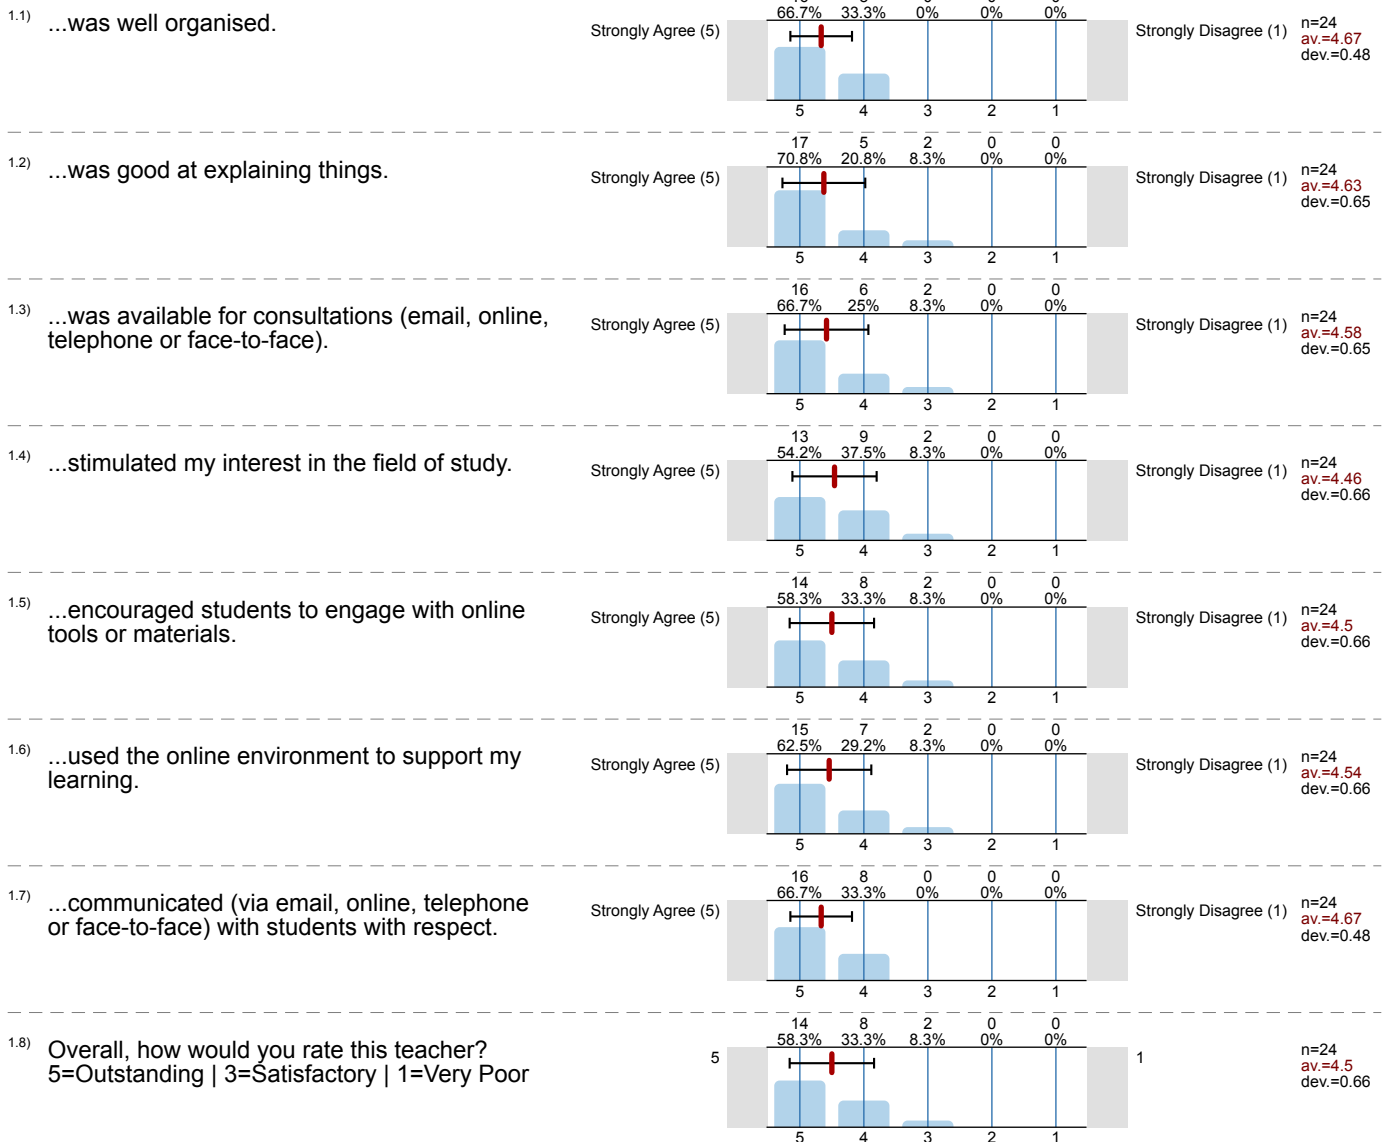 66.7% 33.3% 0% 0% 0%
1.1) ...was well organised.
Strongly Agree (5) Strongly Disagree (1)
n=24
av.=4.67
dev.=0.48
5 4 3 2 1
17 5 2 0 0
70.8% 20.8% 8.3% 0% 0%
1.2) ...was good at explaining things.
Strongly Agree (5) Strongly Disagree (1)
n=24
av.=4.63
dev.=0.65
5 4 3 2 1
16 6 2 0 0
66.7% 25% 8.3% 0% 0%
1.3) ...was available for consultations (email, online,
telephone or face-to-face).
Strongly Agree (5) Strongly Disagree (1)
n=24
av.=4.58
dev.=0.65
5 4 3 2 1
13 9 2 0 0
54.2% 37.5% 8.3% 0% 0%
1.4) ...stimulated my interest in the field of study.
Strongly Agree (5) Strongly Disagree (1)
n=24
av.=4.46
dev.=0.66
5 4 3 2 1
14 8 2 0 0
58.3% 33.3% 8.3% 0% 0%
1.5) ...encouraged students to engage with online
tools or materials.
Strongly Agree (5) Strongly Disagree (1)
n=24
av.=4.5
dev.=0.66
5 4 3 2 1
15 7 2 0 0
62.5% 29.2% 8.3% 0% 0%
1.6) ...used the online environment to support my
learning.
Strongly Agree (5) Strongly Disagree (1)
n=24
av.=4.54
dev.=0.66
5 4 3 2 1
16 8 0 0 0
66.7% 33.3% 0% 0% 0%
1.7) ...communicated (via email, online, telephone
or face-to-face) with students with respect.
Strongly Agree (5) Strongly Disagree (1)
n=24
av.=4.67
dev.=0.48
5 4 3 2 1
14 8 2 0 0
58.3% 33.3% 8.3% 0% 0%
1.8) Overall, how would you rate this teacher?
5=Outstanding | 3=Satisfactory | 1=Very Poor
5 1
n=24
av.=4.5
dev.=0.66
5 4 3 2 1